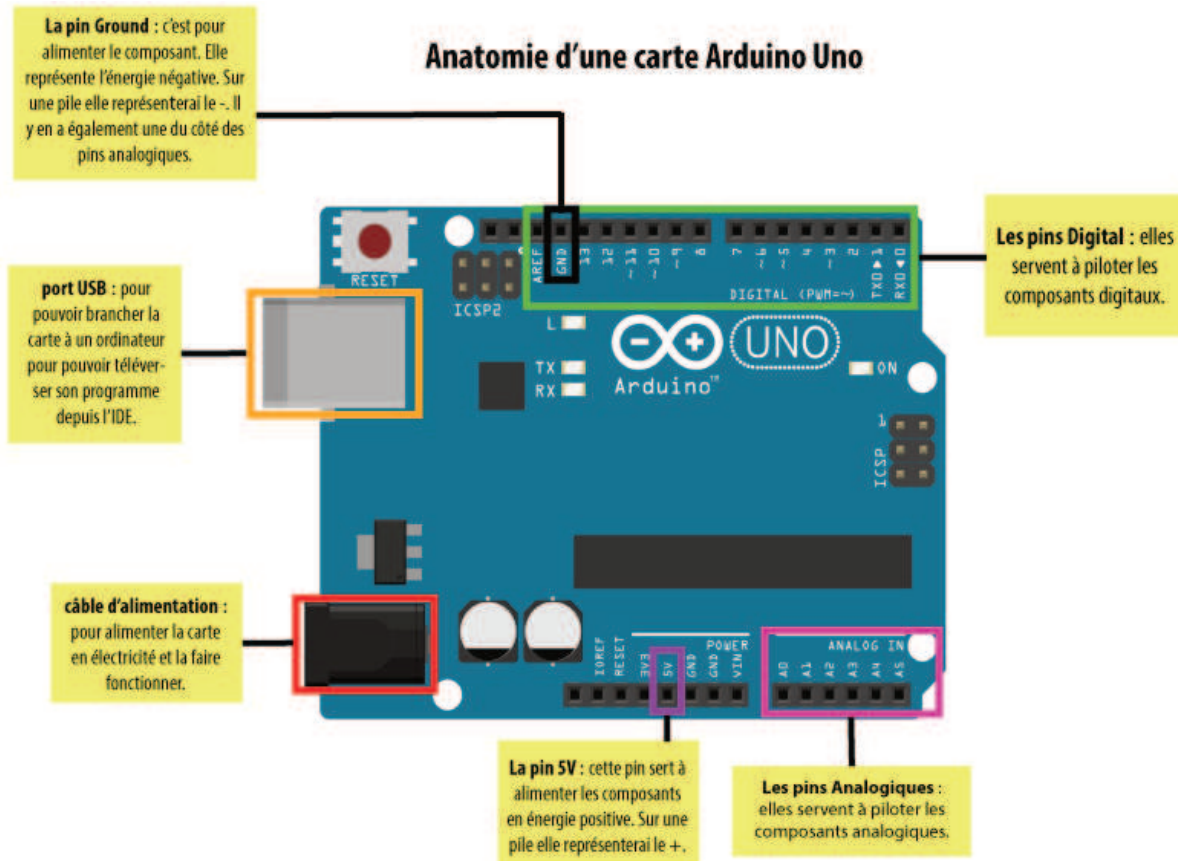 Anatomie d'une carte Arduino Uno
La pin Ground : c'est pour
alimenter le composant. Elle
représente l'énergie négative. Sur
une pile elle représenterai le -. Il
y en a également une du côté des
pins analogiques.
Les pins Digital : elles
servent à piloter les
composants digitaux.
port USB : pour
pouvoir brancher la
carte à un ordinateur
pour pouvoir téléver-
ser son programme
depuis l'IDE.
câble d'alimentation :
pour alimenter la carte
en électricité et la faire
fonctionner.
La pin 5V : cette pin sert à
alimenter les composants
en énergie positive. Sur une
pile elle représenterai le +.
Les pins Analogiques :
elles servent à piloter les
composants analogiques.
RESET
ICSP2
AREF
GND
13
12
~11
~10
~9
8
7
~6
~5
4
~3
2
TXD ▶ 1
RXD ◀ 0
DIGITAL (PWM=~)
L
TX
RX
Arduino™
UNO
ON
1
ICSP
IOREF
RESET
3V3
5V
GND
GND
VIN
POWER
ANALOG IN
A0
A1
A2
A3
A4
A5